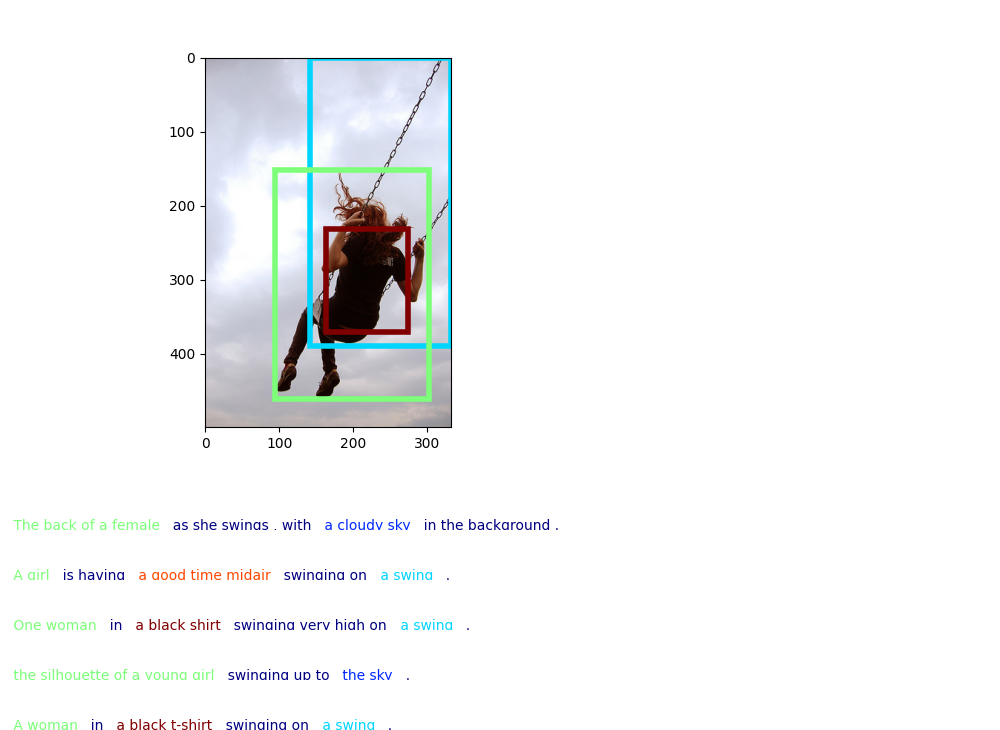 0
100
200
300
400
0 100 200 300
The back of a female as she swings , with a cloudy sky in the background .
A girl is having a good time midair swinging on a swing .
One woman in a black shirt swinging very high on a swing .
the silhouette of a young girl swinging up to the sky .
A woman in a black t-shirt swinging on a swing .